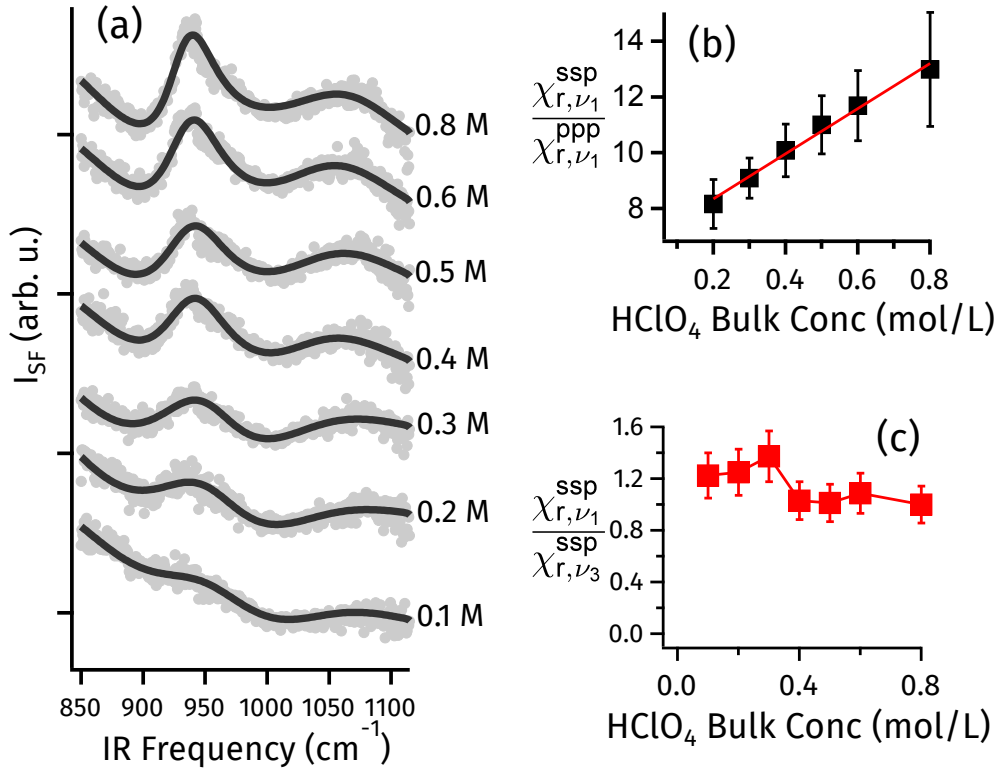 (a)
0.8 M
0.6 M
0.5 M
0.4 M
0.3 M
0.2 M
0.1 M
I_SF (arb. u.)
850 900 950 1000 1050 1100
IR Frequency (cm⁻¹)
(b)
χ^ssp_r,ν₁
χ^ppp_r,ν₁
14
12
10
8
0.2 0.4 0.6 0.8
HClO₄ Bulk Conc (mol/L)
(c)
χ^ssp_r,ν₁
χ^ssp_r,ν₃
1.6
1.2
0.8
0.4
0.0
0.0 0.4 0.8
HClO₄ Bulk Conc (mol/L)